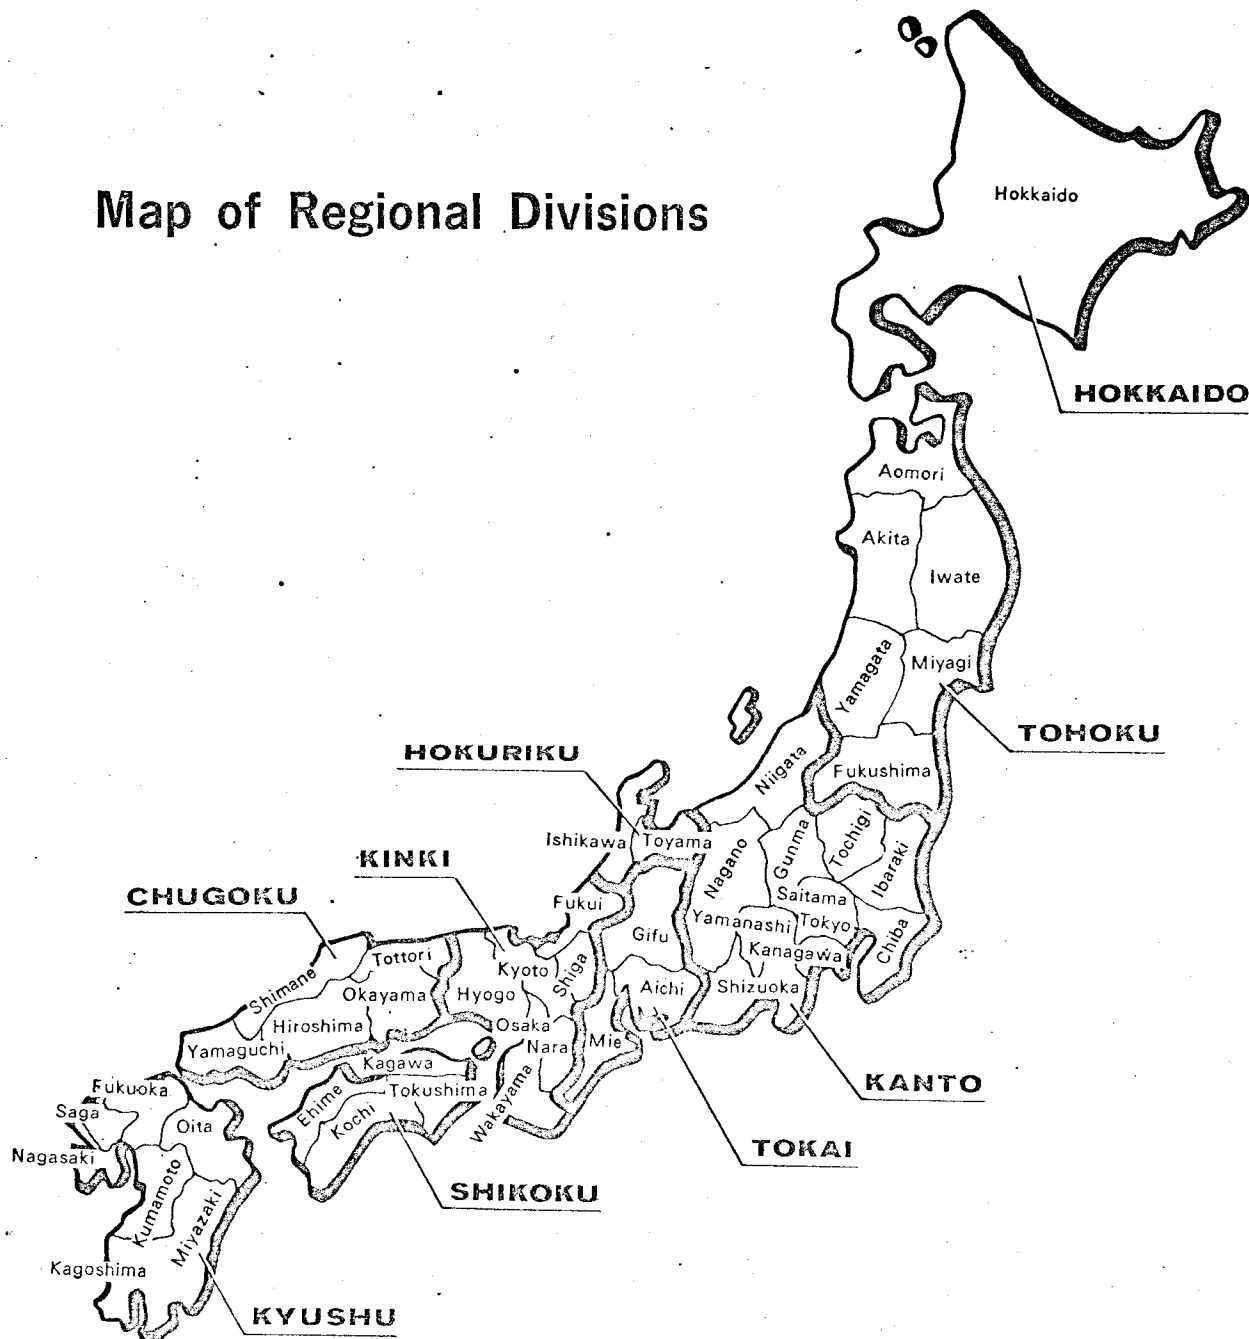 Map of Regional Divisions
Hokkaido
HOKKAIDO
Aomori
Akita
Iwate
Yamagata
Miyagi
TOHOKU
HOKURIKU
Niigata
Fukushima
Ishikawa
Toyama
Nagano
Gunma
Tochigi
Ibaraki
KINKI
CHUGOKU
Fukui
Saitama
Yamanashi
Tokyo
Chiba
Gifu
Kanagawa
Shimane
Tottori
Kyoto
Shiga
Okayama
Hyogo
Aichi
Shizuoka
Hiroshima
Osaka
Nara
Mie
Yamaguchi
Kagawa
KANTO
Fukuoka
Ehime
Tokushima
Wakayama
Saga
Oita
Kochi
TOKAI
Nagasaki
SHIKOKU
Kumamoto
Miyazaki
Kagoshima
KYUSHU